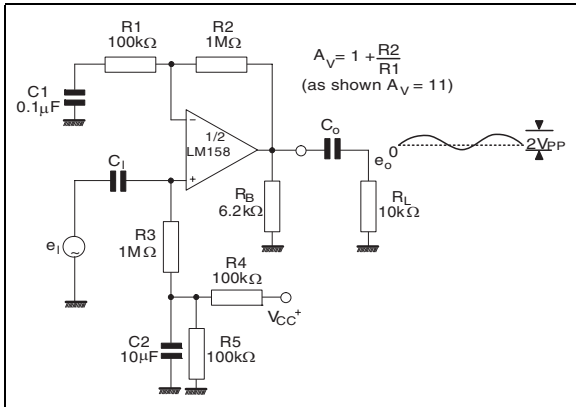 R1
100kΩ
R2
1MΩ
A_V = 1 + R2/R1
(as shown A_V = 11)
C1
0.1µF
1/2
LM158
C_O
0
2V_PP
C_I
e_o
R_B
6.2kΩ
R_L
10kΩ
e_I
~
R3
1MΩ
R4
100kΩ
V_CC+
C2
10µF
R5
100kΩ